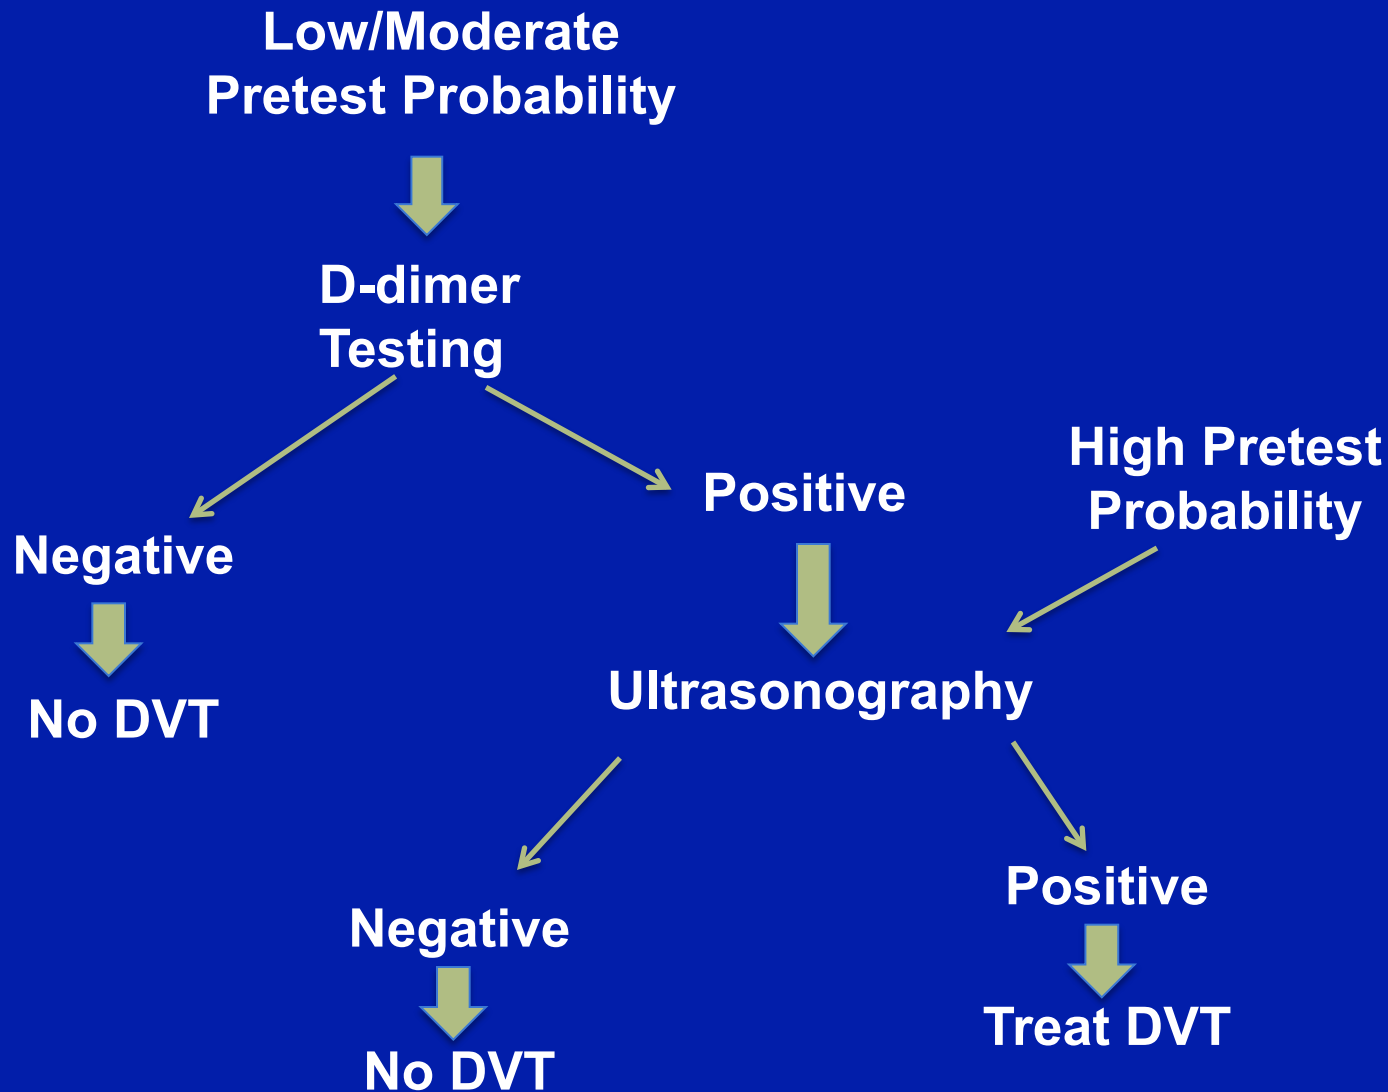 Low/Moderate
Pretest Probability
D-dimer
Testing
High Pretest
Probability
Positive
Negative
Ultrasonography
No DVT
Positive
Negative
Treat DVT
No DVT